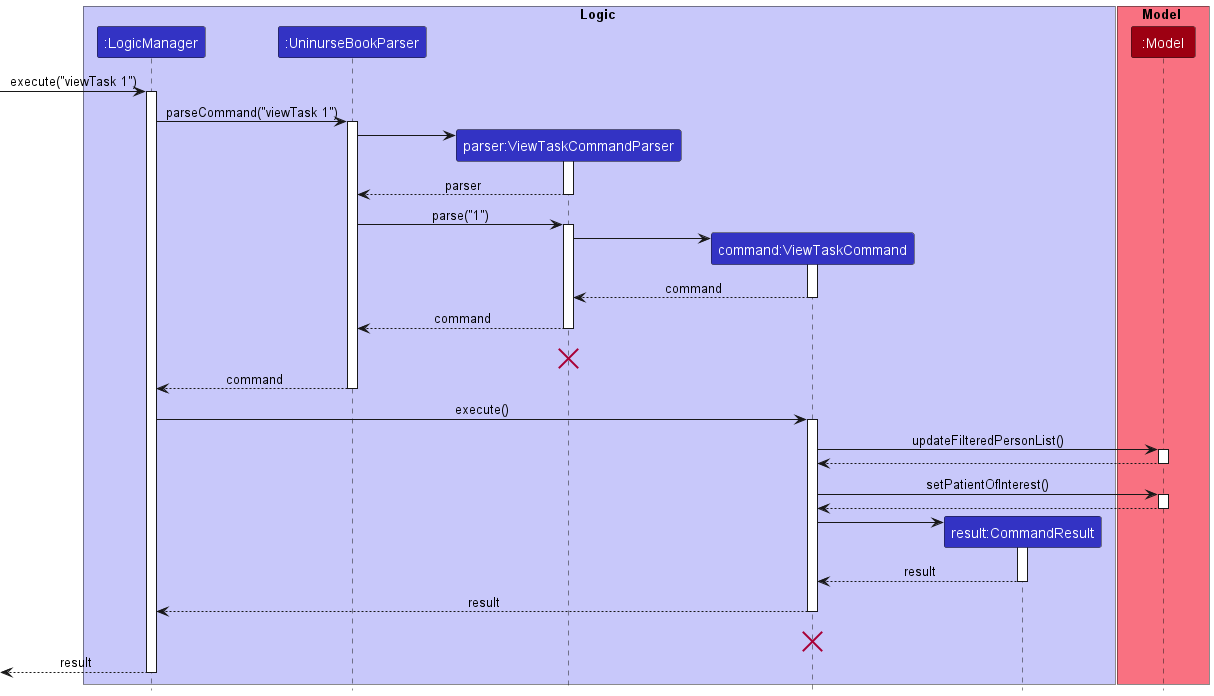 Logic
Model
:LogicManager
:UninurseBookParser
:Model
execute("viewTask 1")
parseCommand("viewTask 1")
parser:ViewTaskCommandParser
parser
parse("1")
command:ViewTaskCommand
command
command
command
execute()
updateFilteredPersonList()
setPatientOfInterest()
result:CommandResult
result
result
result